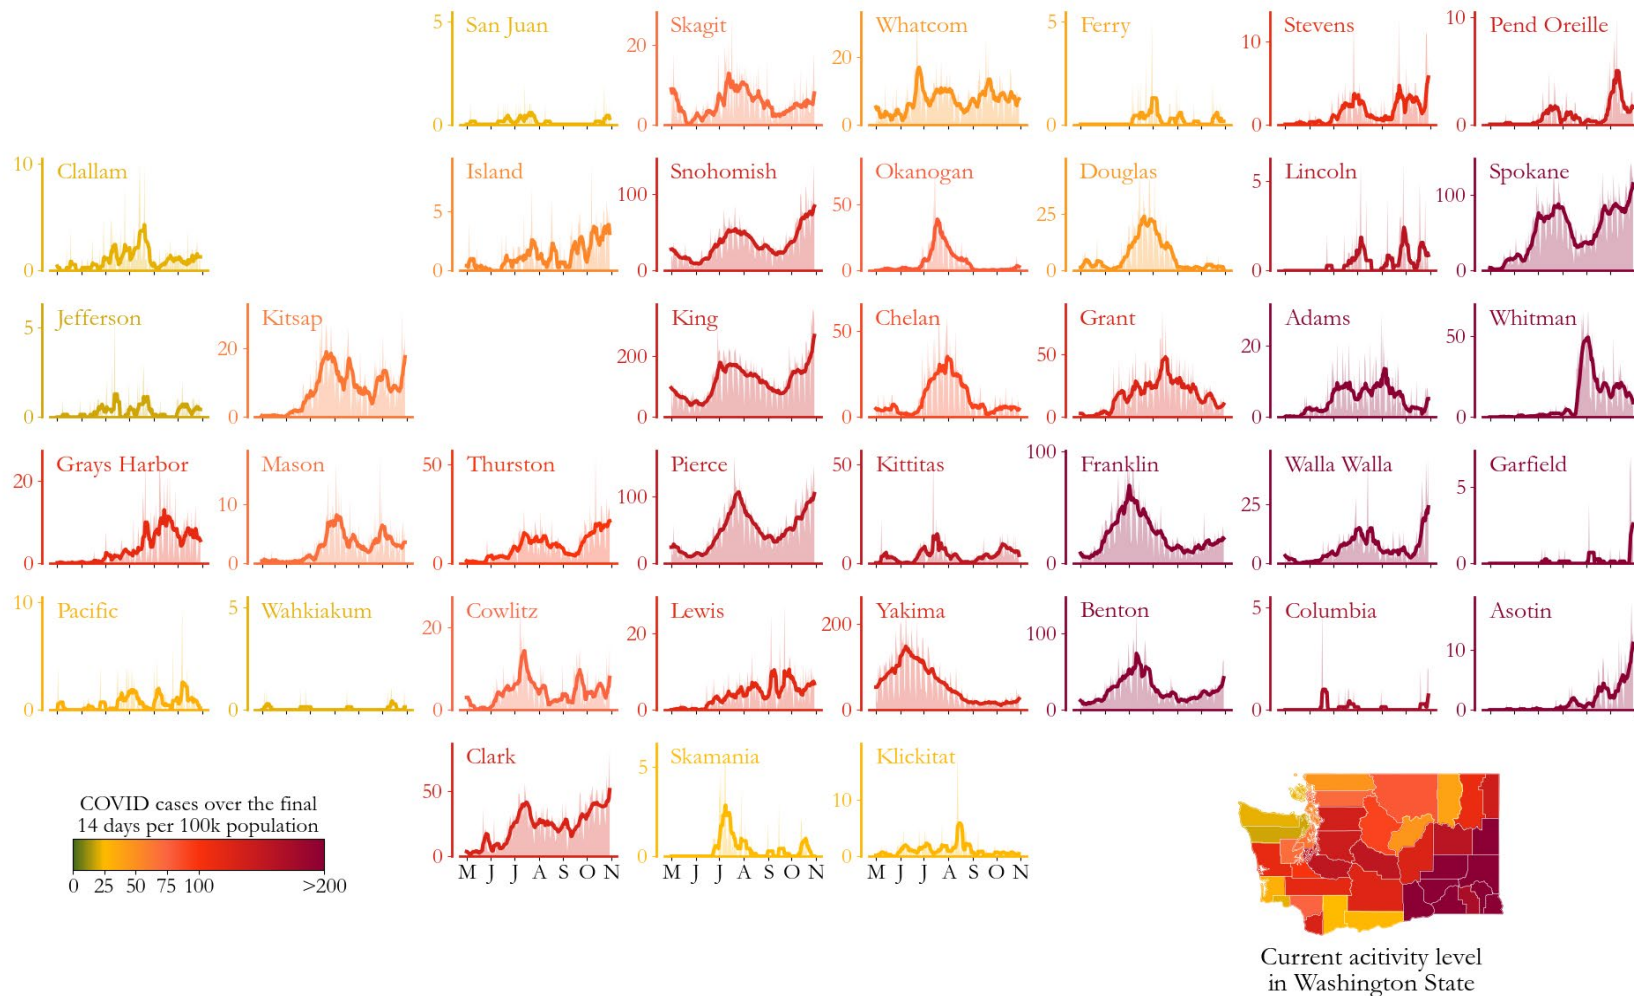 San Juan Skagit Whatcom Ferry Stevens Pend Oreille
5 20 20 5 10 10
0 0 0 0 0 0
Clallam Island Snohomish Okanogan Douglas Lincoln Spokane
10 5 100 50 25 5 100
0 0 0 0 0 0 0
Jefferson Kitsap King Chelan Grant Adams Whitman
5 20 200 50 50 20 50
0 0 0 0 0 0 0
Grays Harbor Mason Thurston Pierce Kittitas Franklin Walla Walla Garfield
20 10 50 100 50 100 25 5
0 0 0 0 0 0 0 0
Pacific Wahkiakum Cowlitz Lewis Yakima Benton Columbia Asotin
10 5 20 20 200 100 5 10
0 0 0 0 0 0 0 0
Clark Skamania Klickitat
50 5 10
0 0 0
M J J A S O N M J J A S O N M J J A S O N
COVID cases over the final
14 days per 100k population
0 25 50 75 100 >200
Current acitivity level
in Washington State